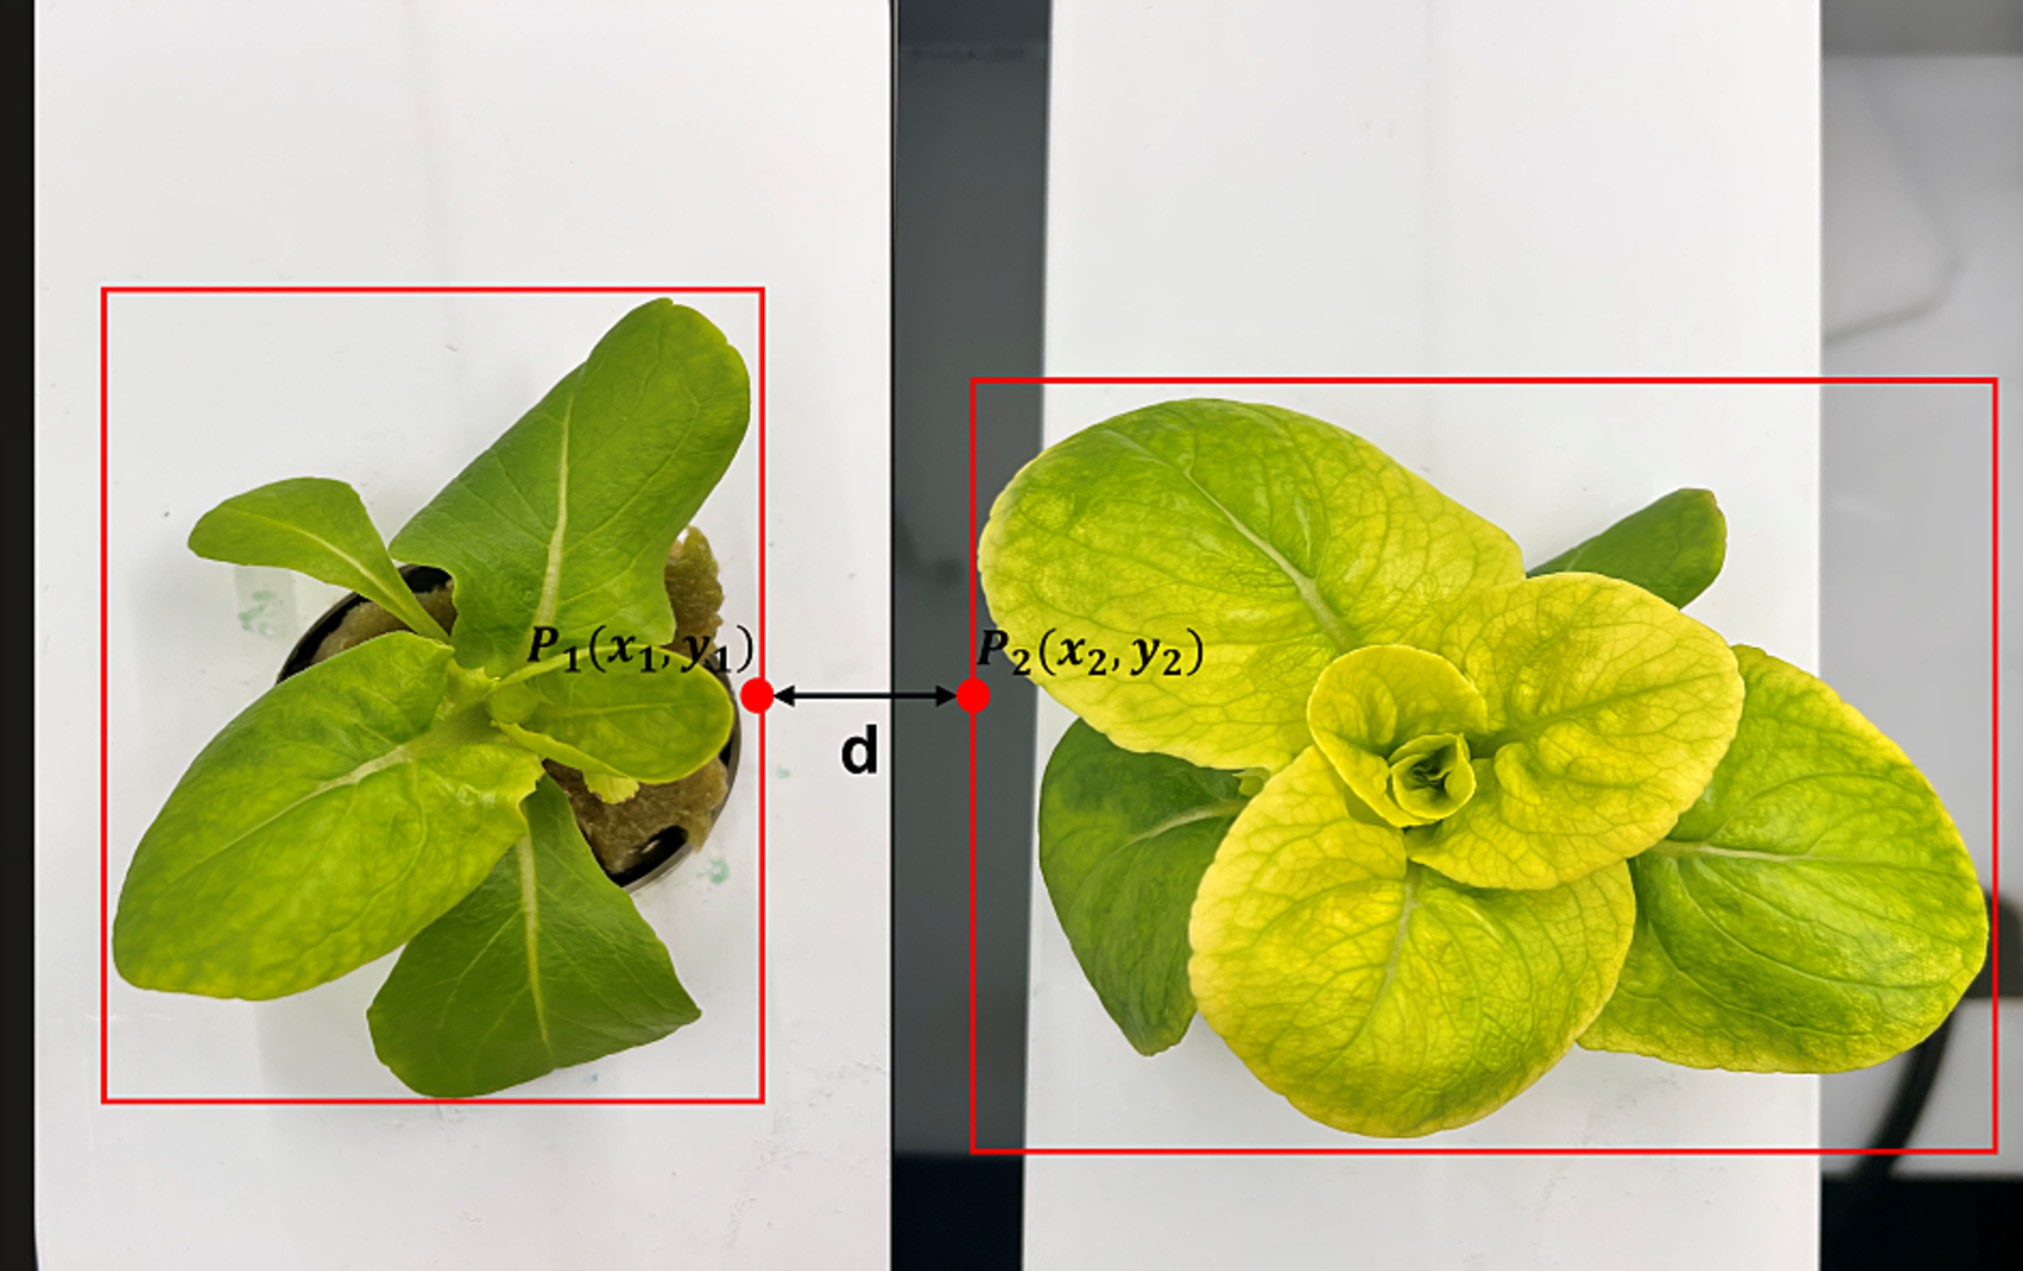 P₁(x₁, y₁)
P₂(x₂, y₂)
d